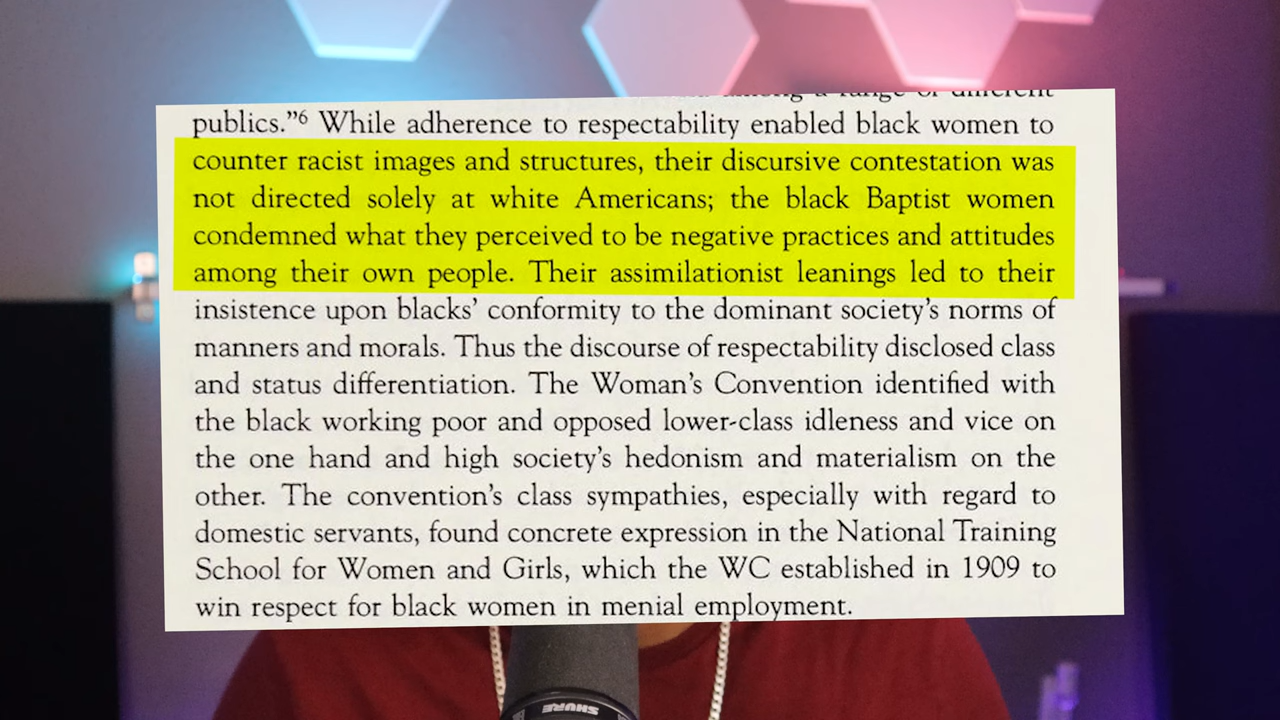 among a range of different
publics.”6 While adherence to respectability enabled black women to
counter racist images and structures, their discursive contestation was
not directed solely at white Americans; the black Baptist women
condemned what they perceived to be negative practices and attitudes
among their own people. Their assimilationist leanings led to their
insistence upon blacks’ conformity to the dominant society’s norms of
manners and morals. Thus the discourse of respectability disclosed class
and status differentiation. The Woman’s Convention identified with
the black working poor and opposed lower-class idleness and vice on
the one hand and high society’s hedonism and materialism on the
other. The convention’s class sympathies, especially with regard to
domestic servants, found concrete expression in the National Training
School for Women and Girls, which the WC established in 1909 to
win respect for black women in menial employment.
SHURE